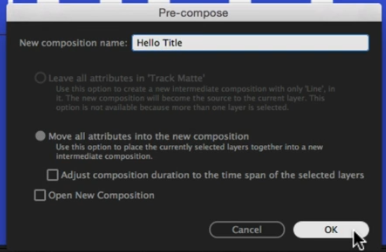 Pre-compose
New composition name: Hello Title
Leave all attributes in 'Track Matte'
Use this option to create a new intermediate composition with only 'Line', in
it. The new composition will become the source to the current layer. This
option is not available because more than one layer is selected.
Move all attributes into the new composition
Use this option to place the currently selected layers together into a new
intermediate composition.
Adjust composition duration to the time span of the selected layers
Open New Composition
Cancel OK